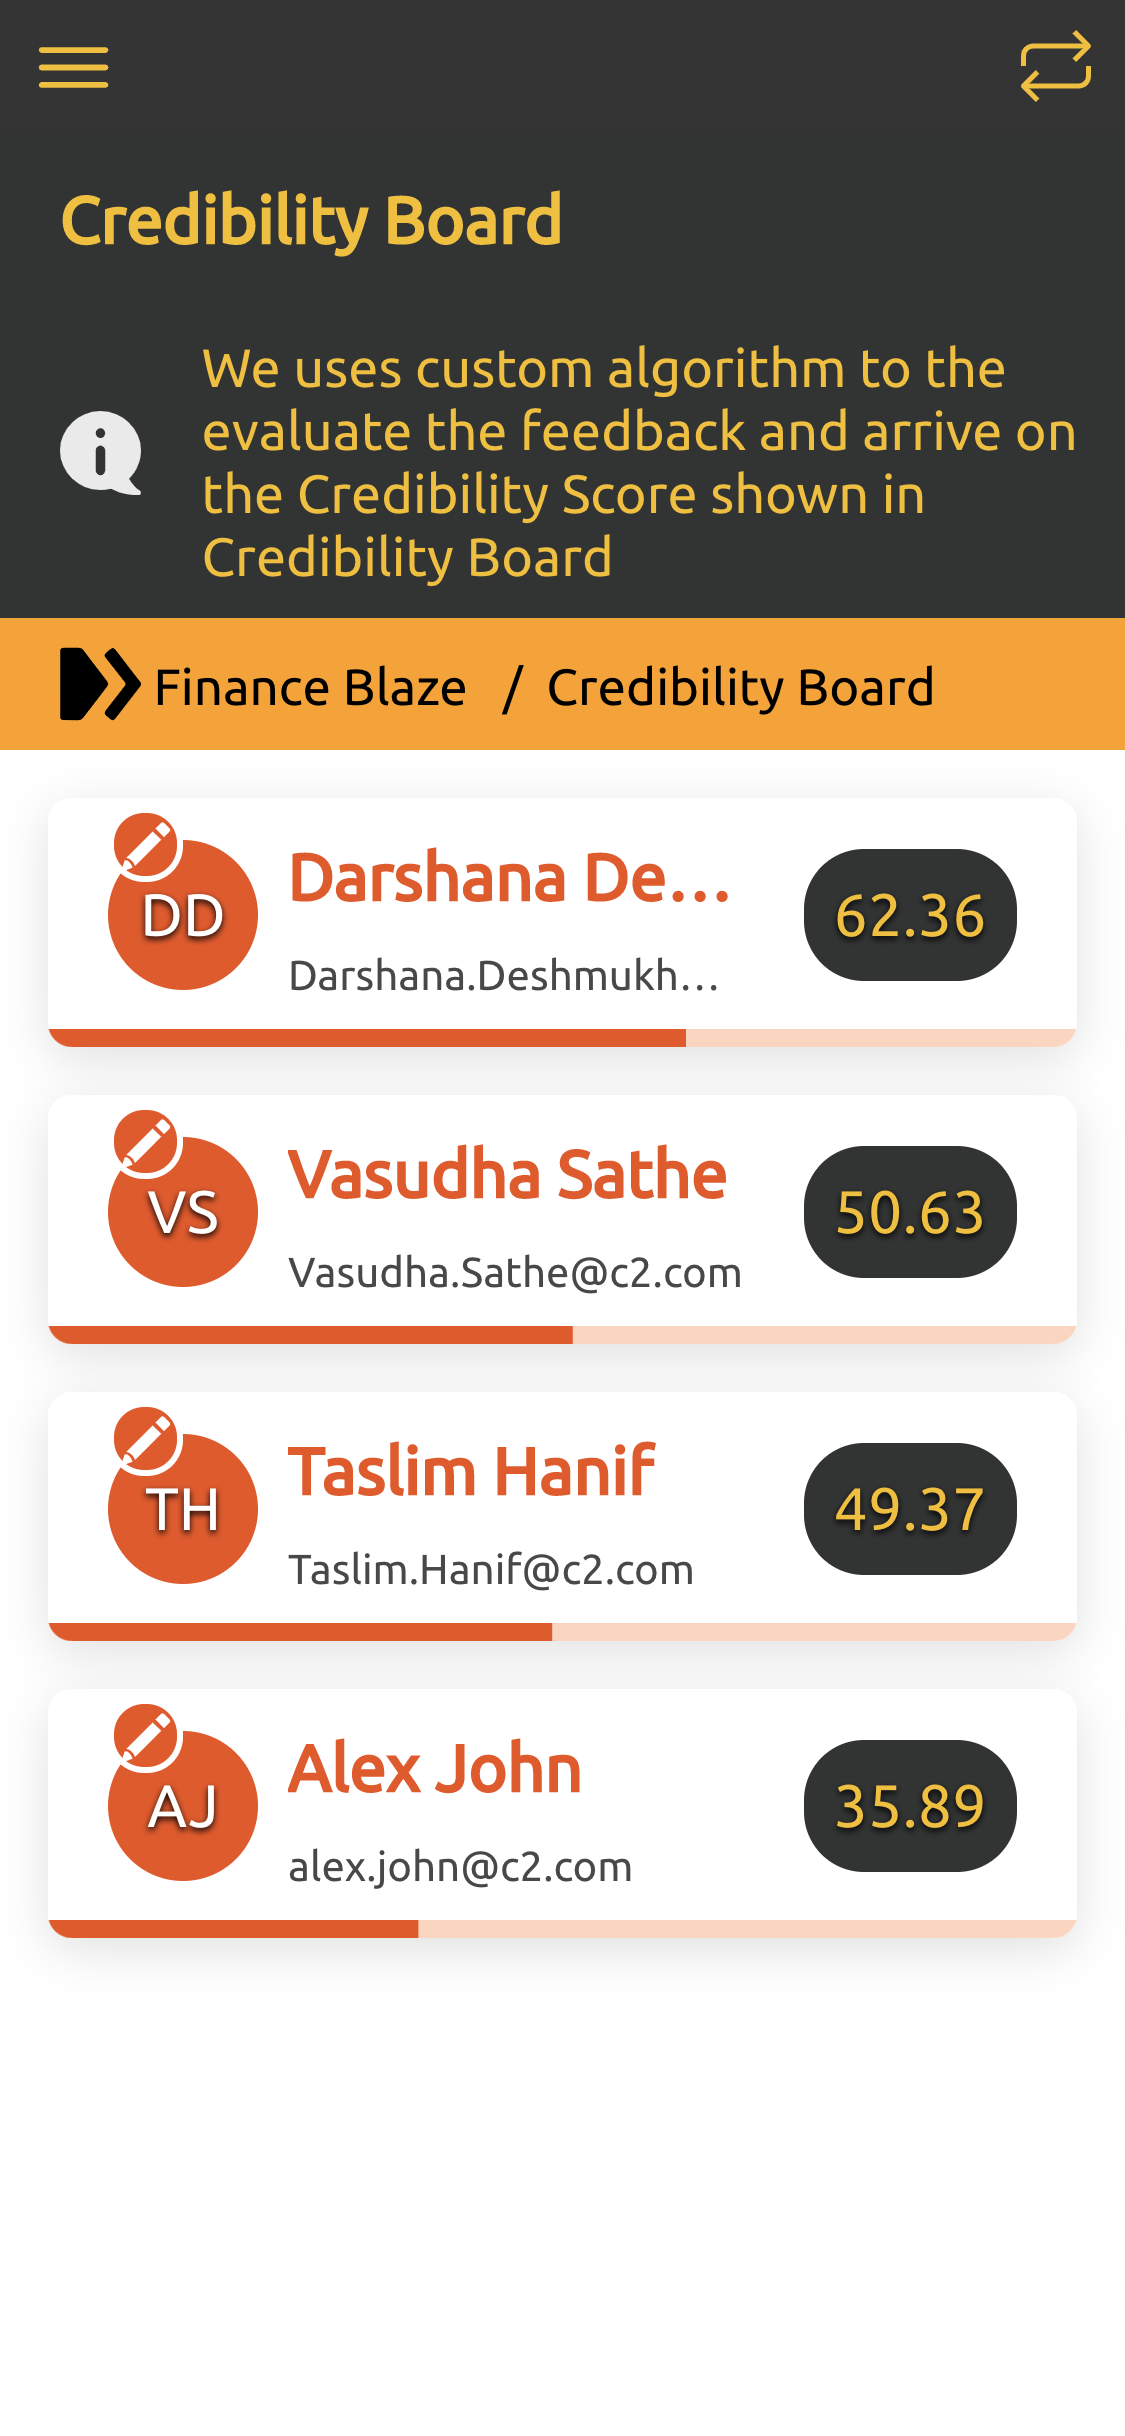 Credibility Board
We uses custom algorithm to the
evaluate the feedback and arrive on
the Credibility Score shown in
Credibility Board
Finance Blaze / Credibility Board
DD
Darshana De...
62.36
Darshana.Deshmukh...
VS
Vasudha Sathe
50.63
Vasudha.Sathe@c2.com
TH
Taslim Hanif
49.37
Taslim.Hanif@c2.com
AJ
Alex John
35.89
alex.john@c2.com